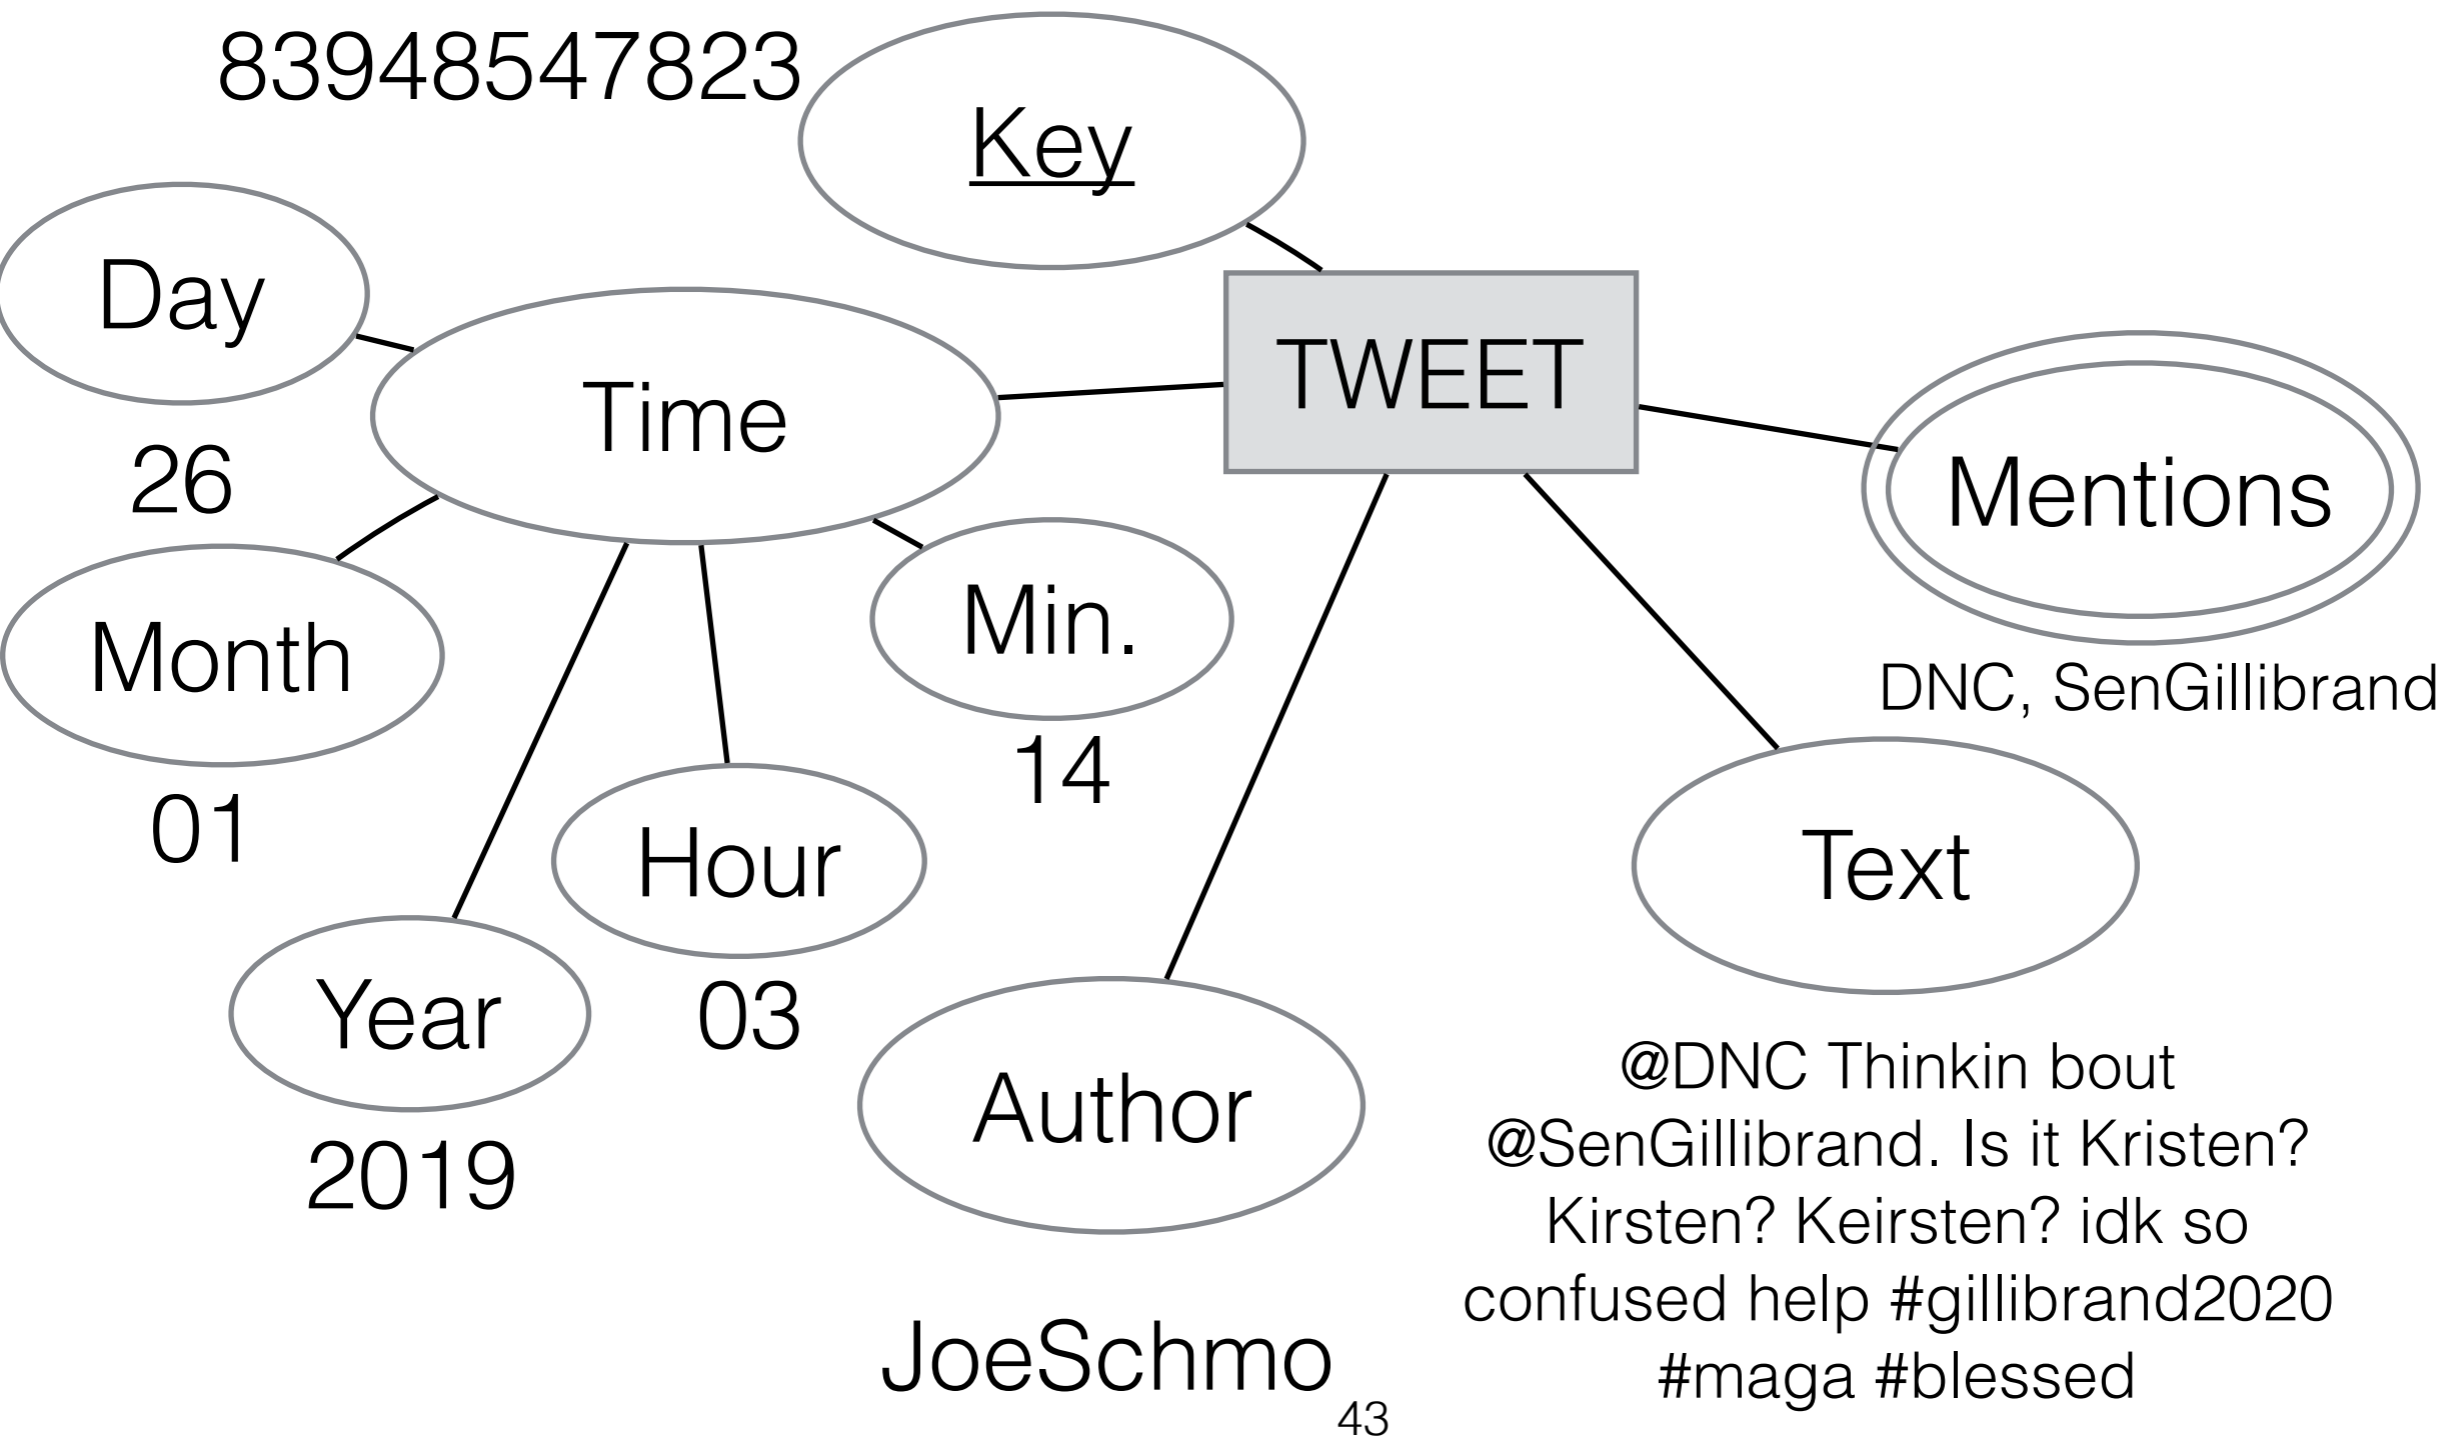 83948547823
Key
Day
Time
TWEET
26
Mentions
Month
Min.
DNC, SenGillibrand
01
14
Hour
Text
Year
03
Author
2019
@DNC Thinkin bout
@SenGillibrand. Is it Kristen?
Kirsten? Keirsten? idk so
confused help #gillibrand2020
#maga #blessed
JoeSchmo
43